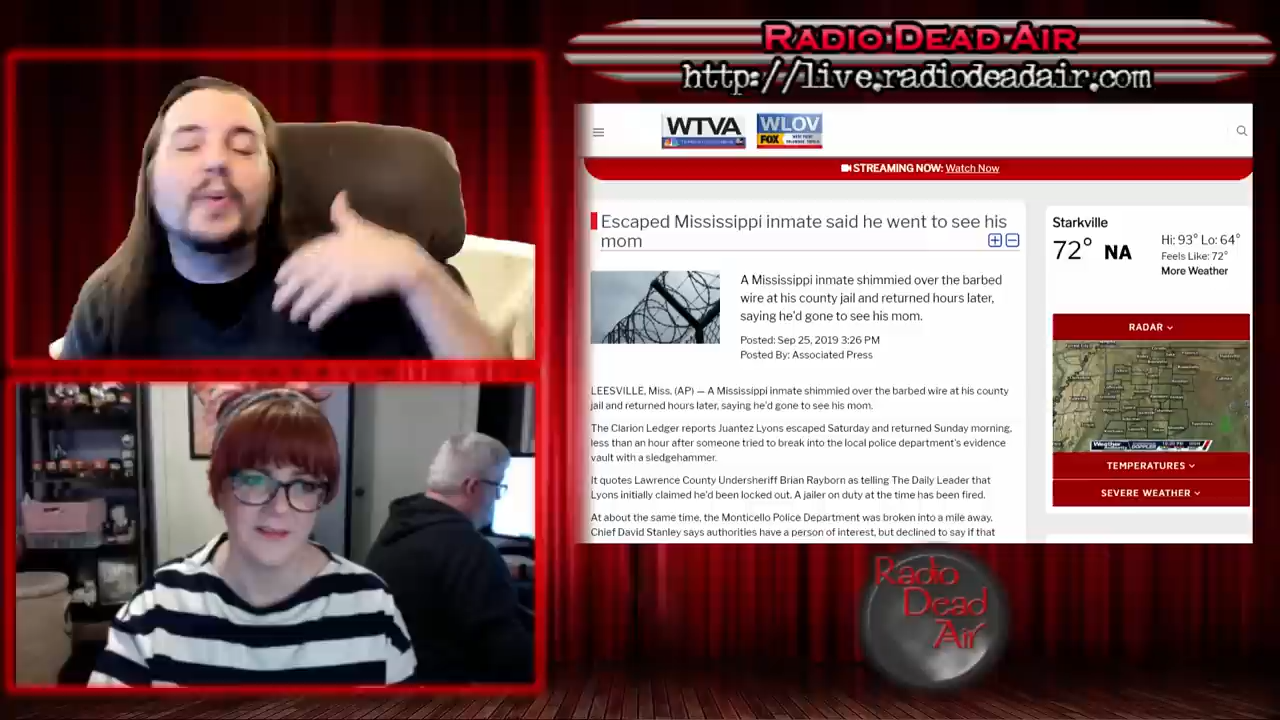 RADIO DEAD AIR
http://live.radiodeadair.com
WTVA
WLOV
FOX
STREAMING NOW: Watch Now
Escaped Mississippi inmate said he went to see his
mom
A Mississippi inmate shimmied over the barbed
wire at his county jail and returned hours later,
saying he'd gone to see his mom.
Posted: Sep 25, 2019 3:26 PM
Posted By: Associated Press
LEESVILLE, Miss. (AP) — A Mississippi inmate shimmied over the barbed wire at his county
jail and returned hours later, saying he'd gone to see his mom.
The Clarion Ledger reports Juantez Lyons escaped Saturday and returned Sunday morning,
less than an hour after someone tried to break into the local police department's evidence
vault with a sledgehammer.
It quotes Lawrence County Undersheriff Brian Rayborn as telling The Daily Leader that
Lyons initially claimed he'd been locked out. A jailer on duty at the time has been fired.
At about the same time, the Monticello Police Department was broken into a mile away.
Chief David Stanley says authorities have a person of interest, but declined to say if that
Starkville
72° NA
Hi: 93° Lo: 64°
Feels Like: 72°
More Weather
RADAR
Weather
TEMPERATURES
SEVERE WEATHER
Radio
Dead
Air